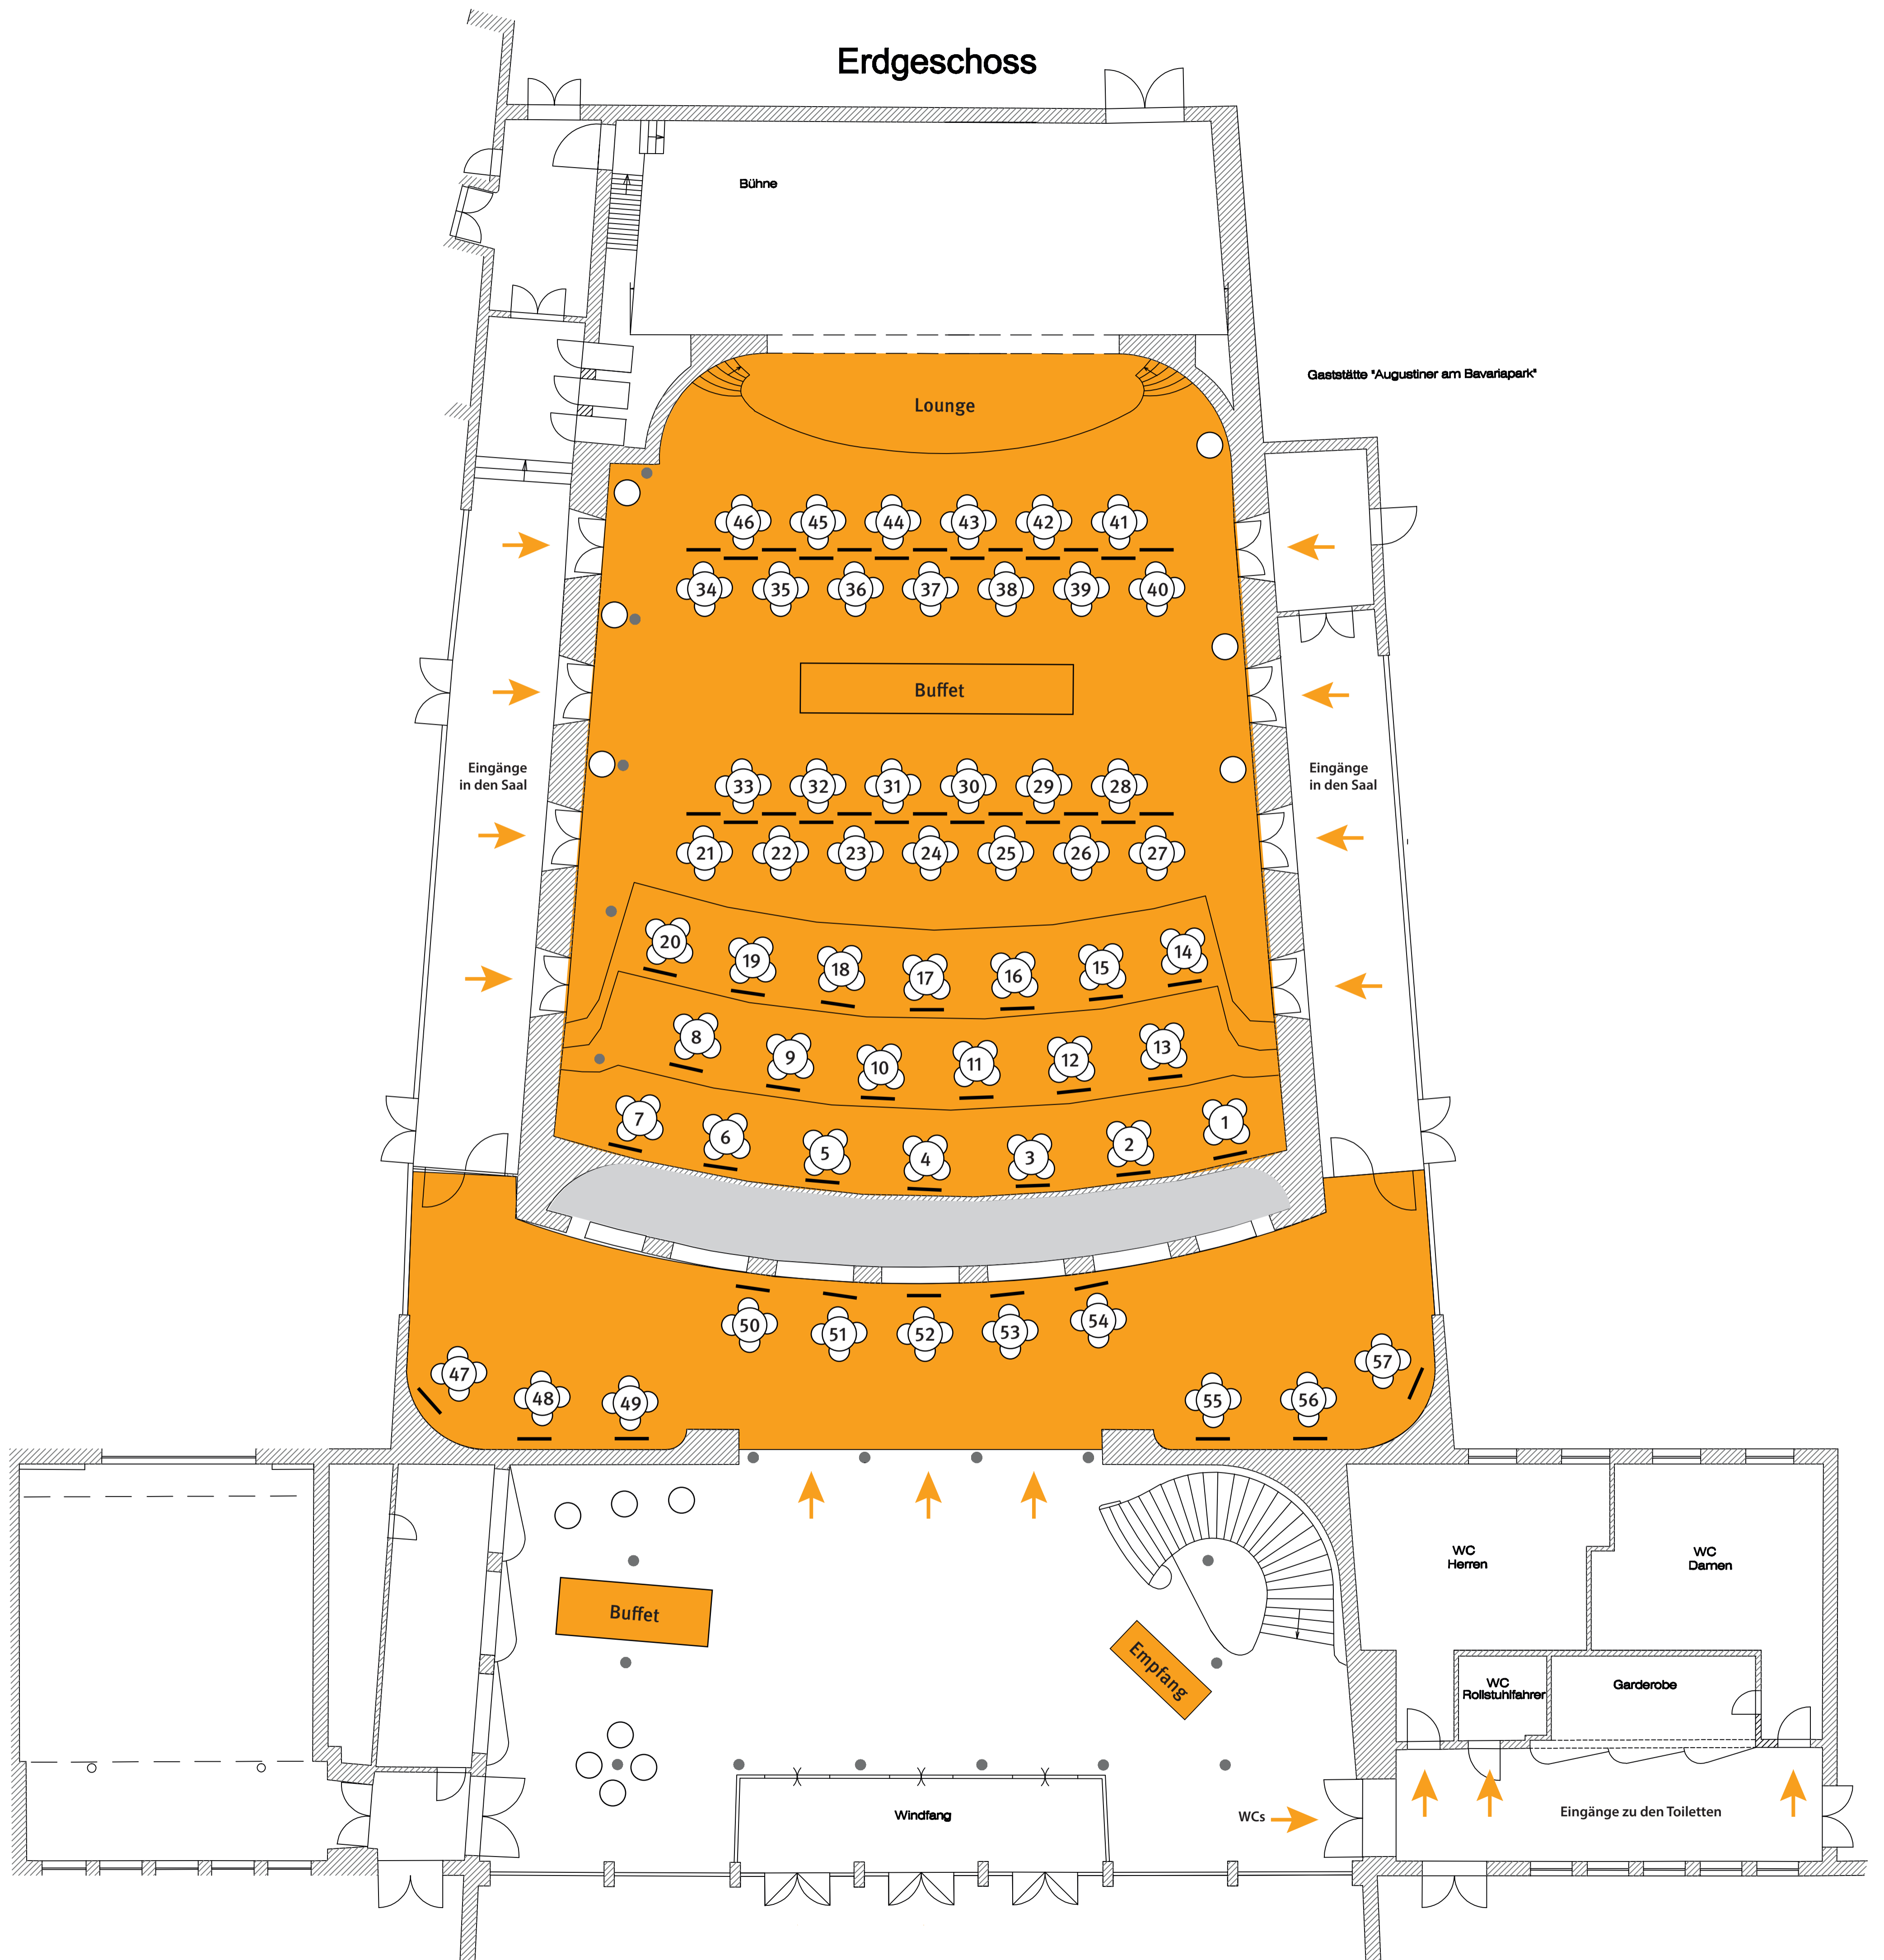 Erdgeschoss
Bühne
Gaststätte "Augustiner am Bavariapark"
Lounge
46 45 44 43 42 41
34 35 36 37 38 39 40
Buffet
Eingänge
in den Saal
Eingänge
in den Saal
33 32 31 30 29 28
21 22 23 24 25 26 27
20 19 18 17 16 15 14
8 9 10 11 12 13
7 6 5 4 3 2 1
50 51 52 53 54
47 48 49 55 56 57
WC
Herren
WC
Damen
Buffet
Empfang
WC
Rollstuhlfahrer
Garderobe
Windfang
WCs
Eingänge zu den Toiletten